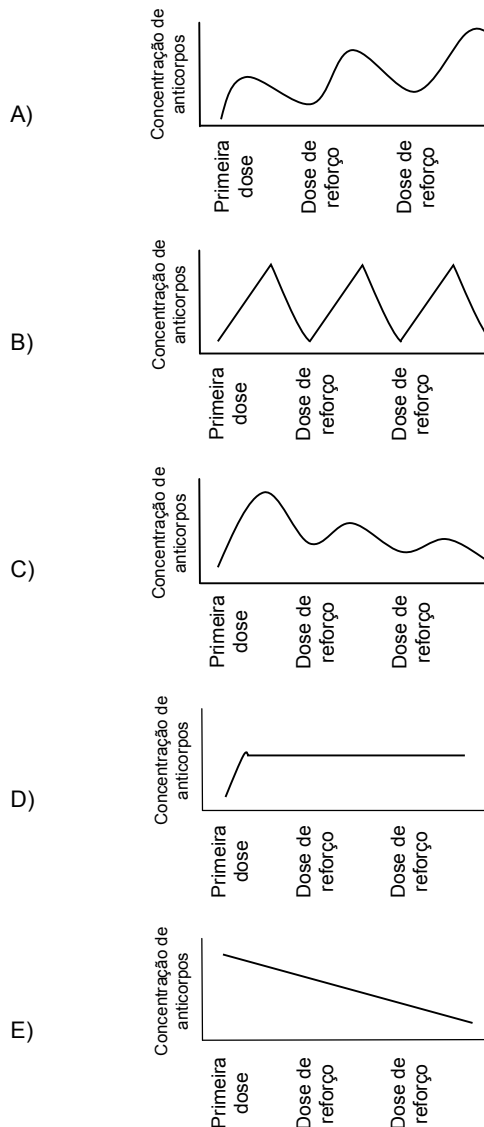 A)
Concentração de
anticorpos
Primeira
dose
Dose de
reforço
Dose de
reforço
B)
Concentração de
anticorpos
Primeira
dose
Dose de
reforço
Dose de
reforço
C)
Concentração de
anticorpos
Primeira
dose
Dose de
reforço
Dose de
reforço
D)
Concentração de
anticorpos
Primeira
dose
Dose de
reforço
Dose de
reforço
E)
Concentração de
anticorpos
Primeira
dose
Dose de
reforço
Dose de
reforço